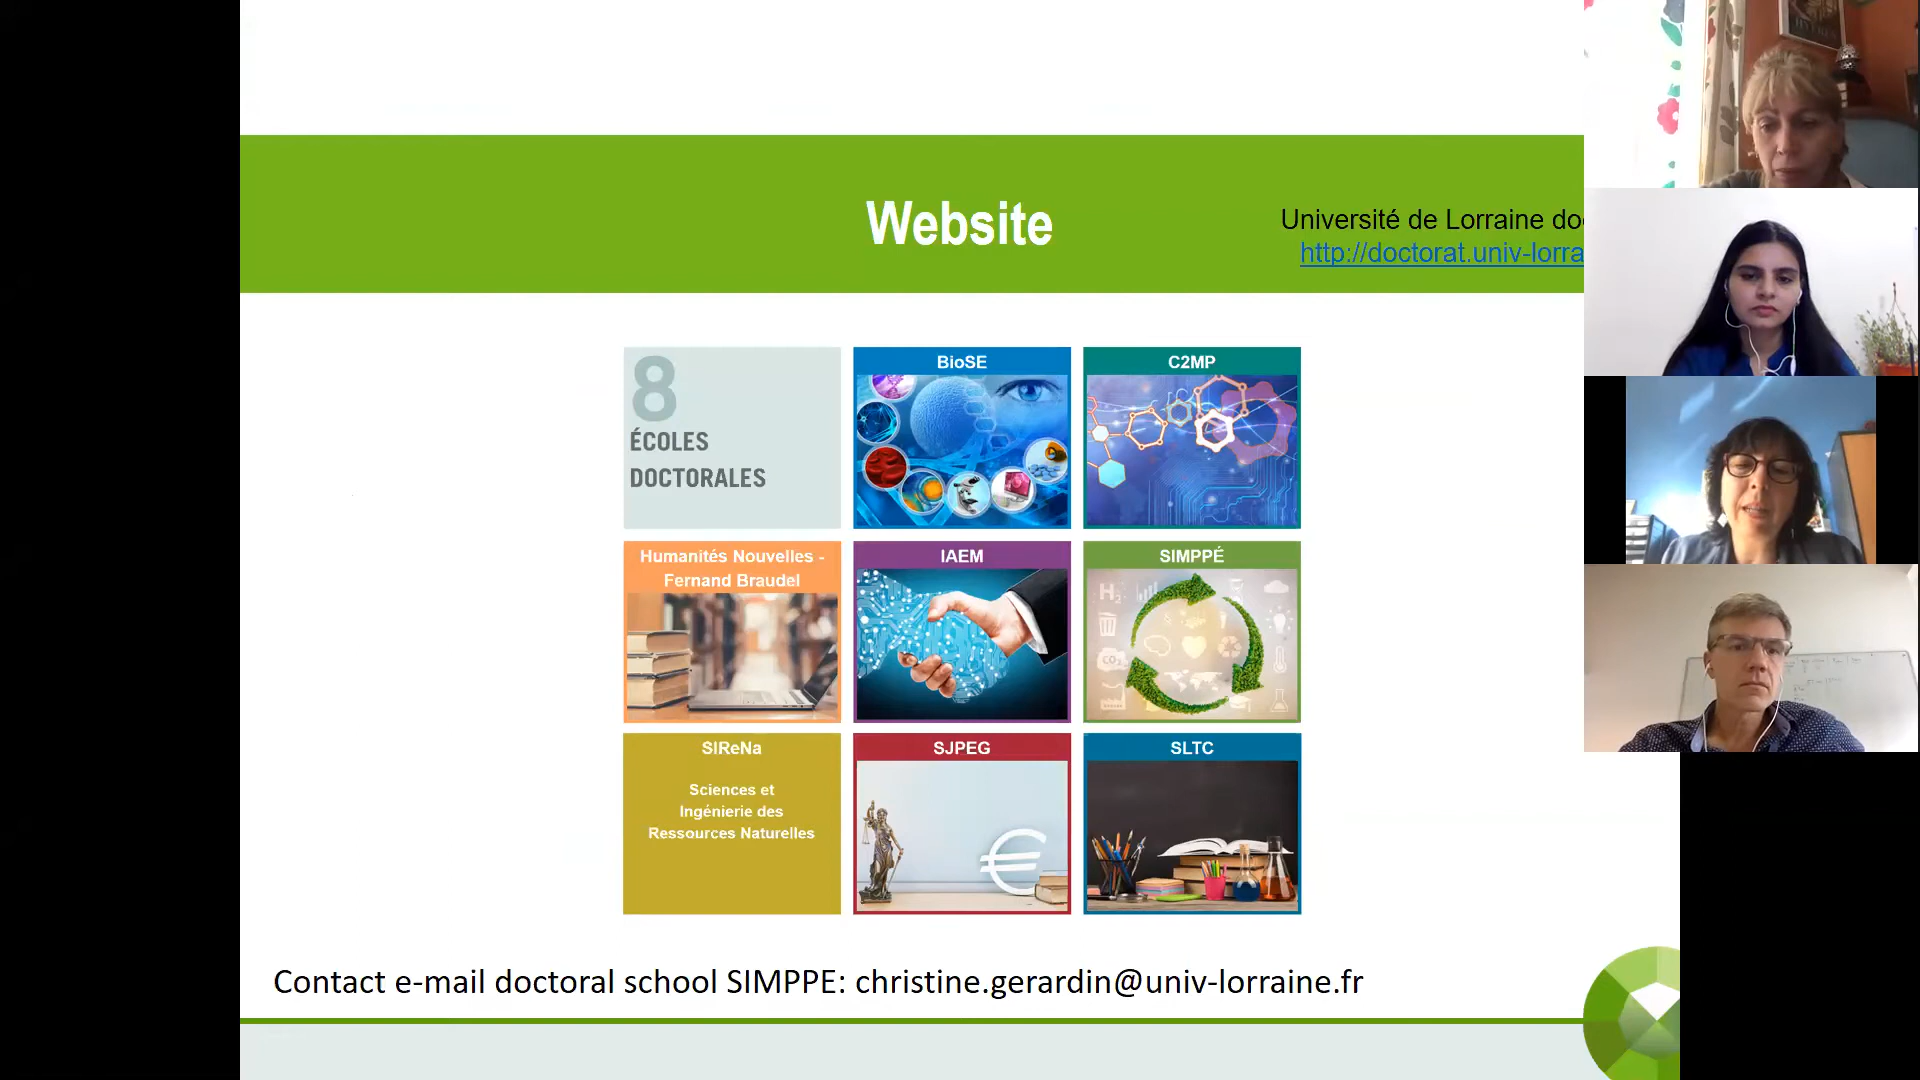 Website
Université de Lorraine
http://doctorat.univ-lorra
8
ÉCOLES
DOCTORALES
BioSE
C2MP
Humanités Nouvelles -
Fernand Braudel
IAEM
SIMPPÉ
H2
CO2
SIReNa
Sciences et
Ingénierie des
Ressources Naturelles
SJPEG
€
SLTC
Contact e-mail doctoral school SIMPPE: christine.gerardin@univ-lorraine.fr